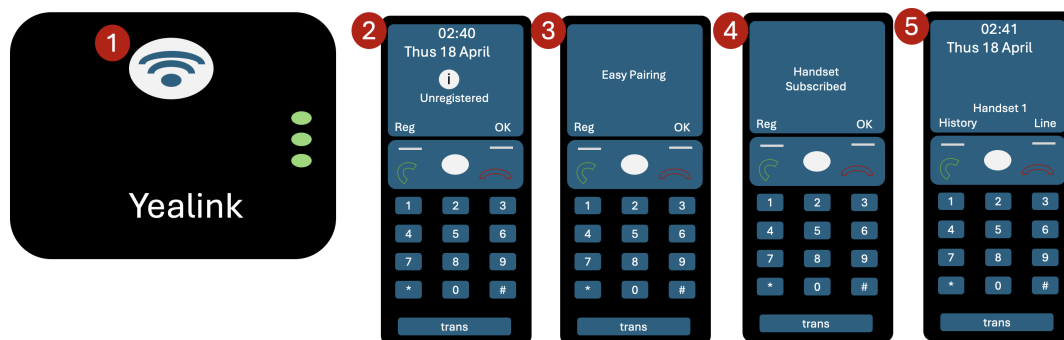 1
Yealink
2
02:40
Thus 18 April
i
Unregistered
Reg OK
1 2 3
4 5 6
7 8 9
* 0 #
trans
3
Easy Pairing
Reg OK
1 2 3
4 5 6
7 8 9
* 0 #
trans
4
Handset
Subscribed
Reg OK
1 2 3
4 5 6
7 8 9
* 0 #
trans
5
02:41
Thus 18 April
Handset 1
History Line
1 2 3
4 5 6
7 8 9
* 0 #
trans